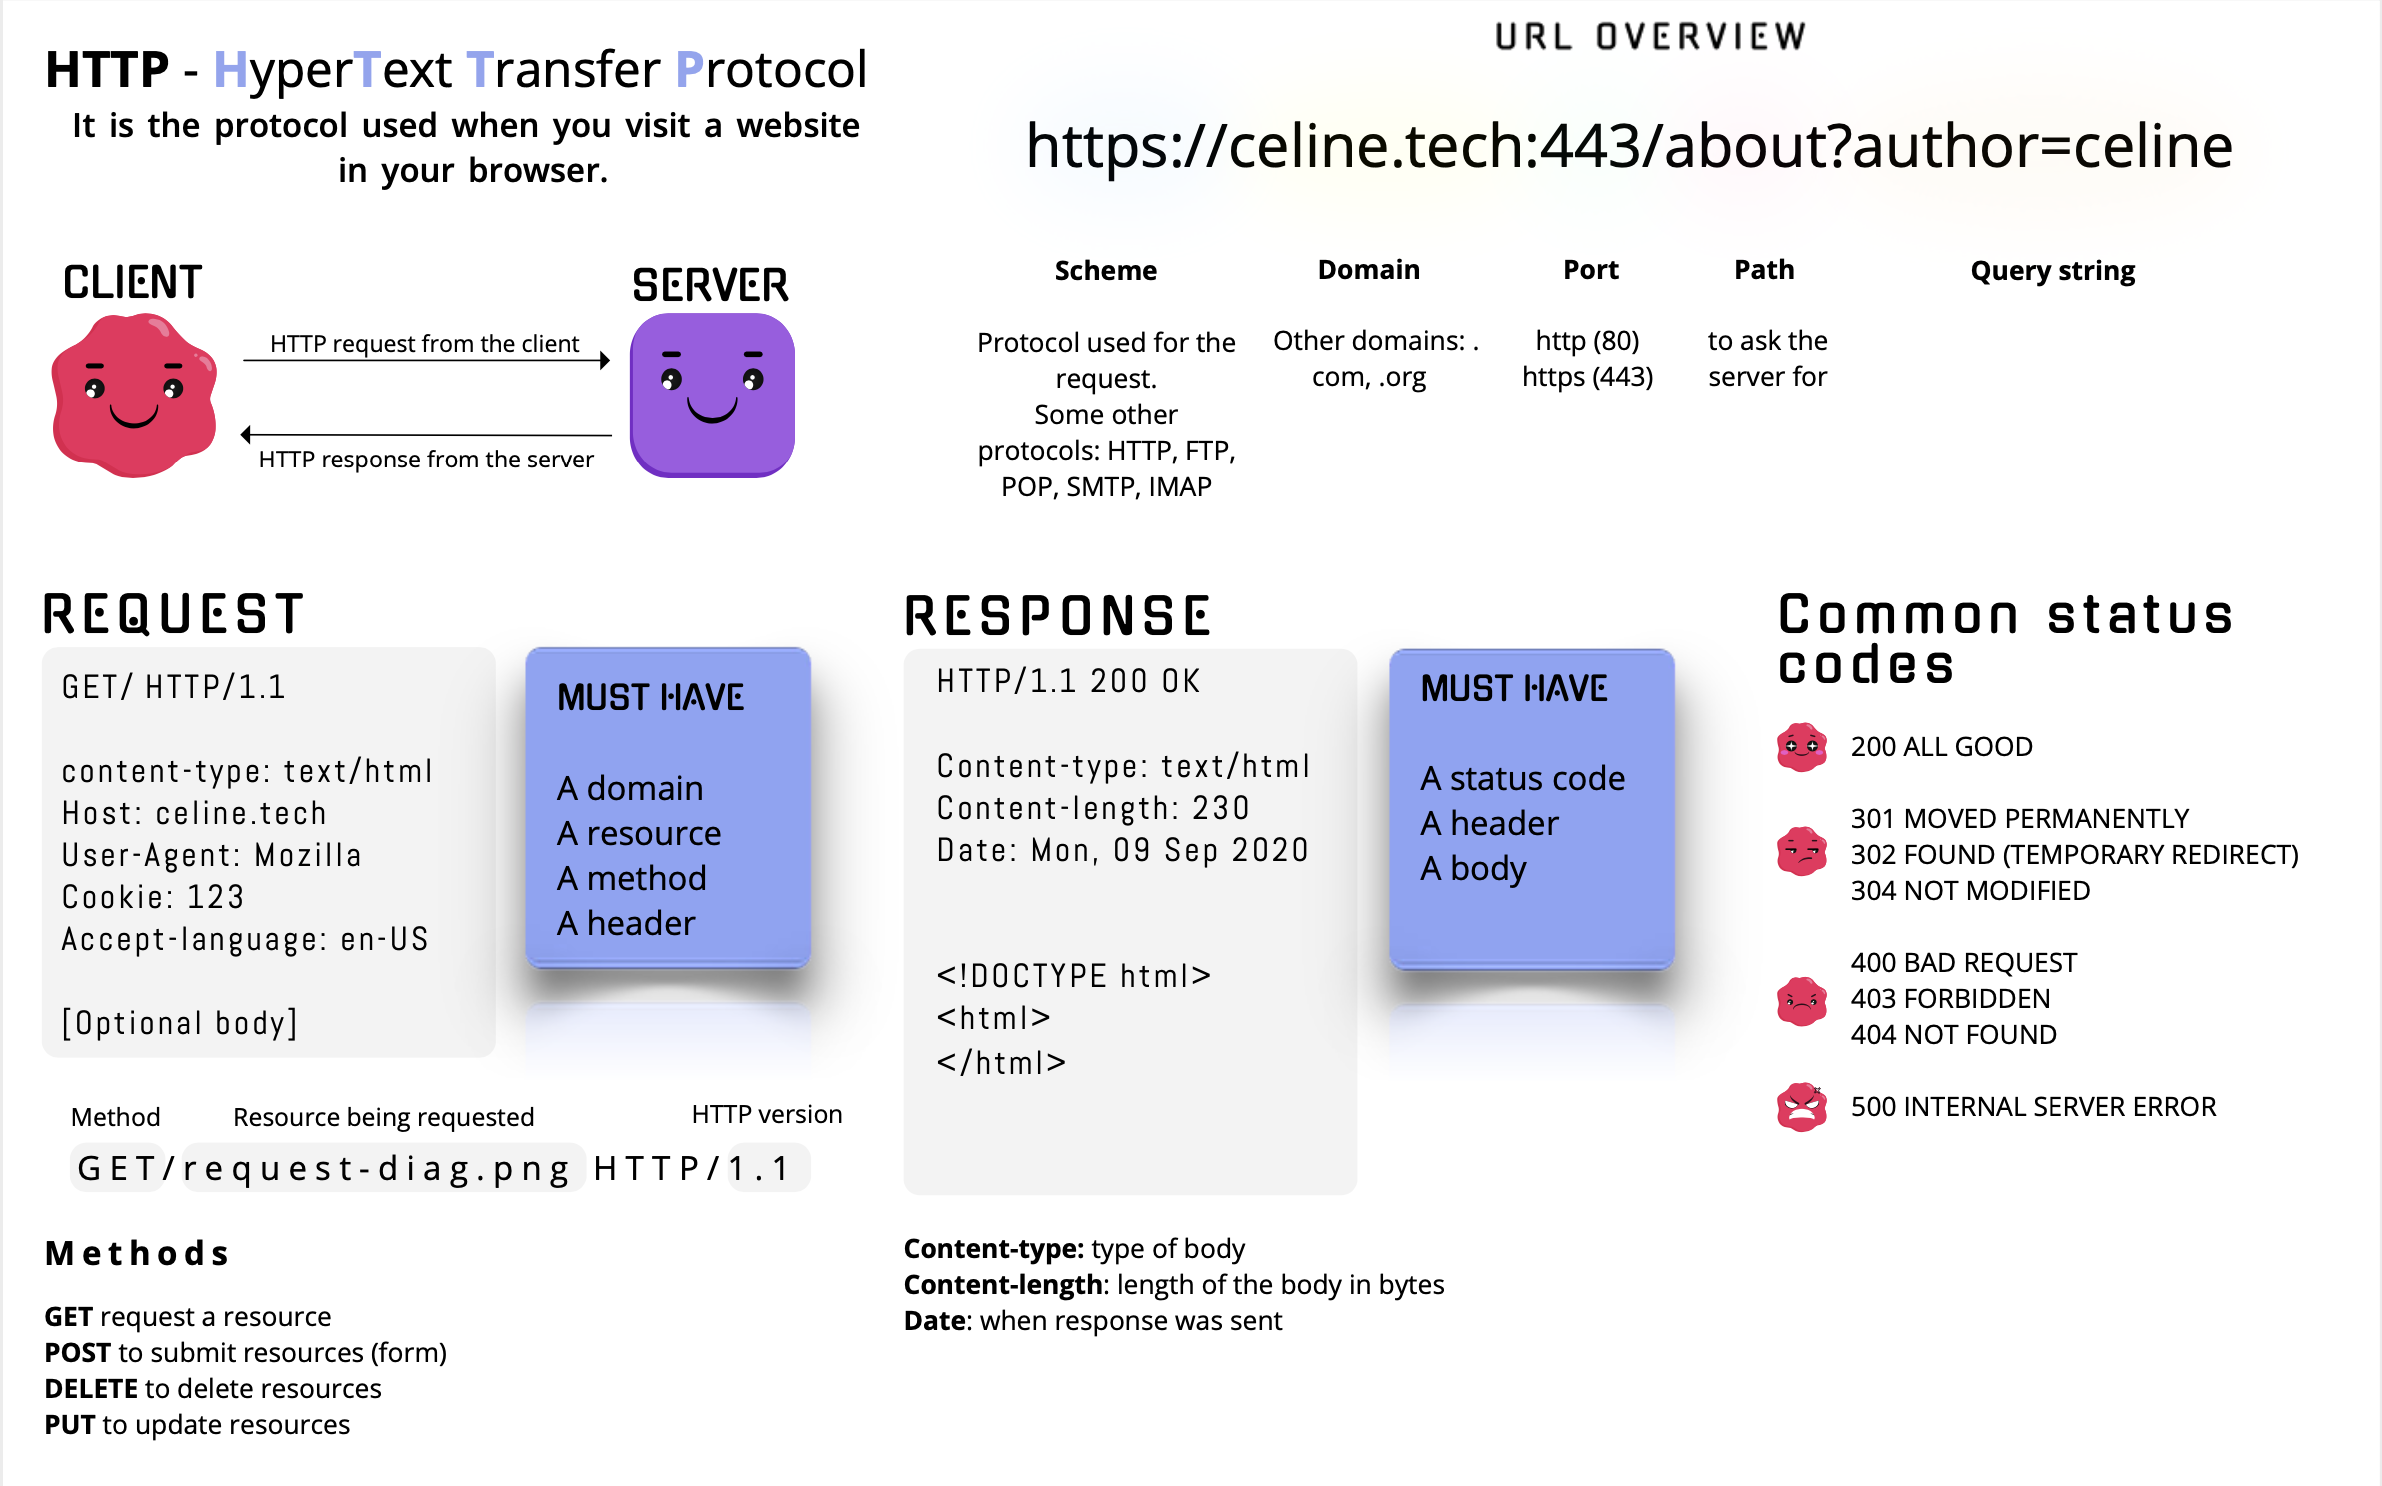 HTTP - HyperText Transfer Protocol
It is the protocol used when you visit a website
in your browser.
CLIENT
SERVER
HTTP request from the client
HTTP response from the server
URL OVERVIEW
https://celine.tech:443/about?author=celine
Scheme
Protocol used for the
request.
Some other
protocols: HTTP, FTP,
POP, SMTP, IMAP
Domain
Other domains: .
com, .org
Port
http (80)
https (443)
Path
to ask the
server for
Query string
REQUEST
GET/ HTTP/1.1
content-type: text/html
Host: celine.tech
User-Agent: Mozilla
Cookie: 123
Accept-language: en-US
[Optional body]
MUST HAVE
A domain
A resource
A method
A header
Method
Resource being requested
HTTP version
GET/request-diag.png HTTP/1.1
Methods
GET request a resource
POST to submit resources (form)
DELETE to delete resources
PUT to update resources
RESPONSE
HTTP/1.1 200 OK
Content-type: text/html
Content-length: 230
Date: Mon, 09 Sep 2020
<!DOCTYPE html>
<html>
</html>
MUST HAVE
A status code
A header
A body
Content-type: type of body
Content-length: length of the body in bytes
Date: when response was sent
Common status
codes
200 ALL GOOD
301 MOVED PERMANENTLY
302 FOUND (TEMPORARY REDIRECT)
304 NOT MODIFIED
400 BAD REQUEST
403 FORBIDDEN
404 NOT FOUND
500 INTERNAL SERVER ERROR